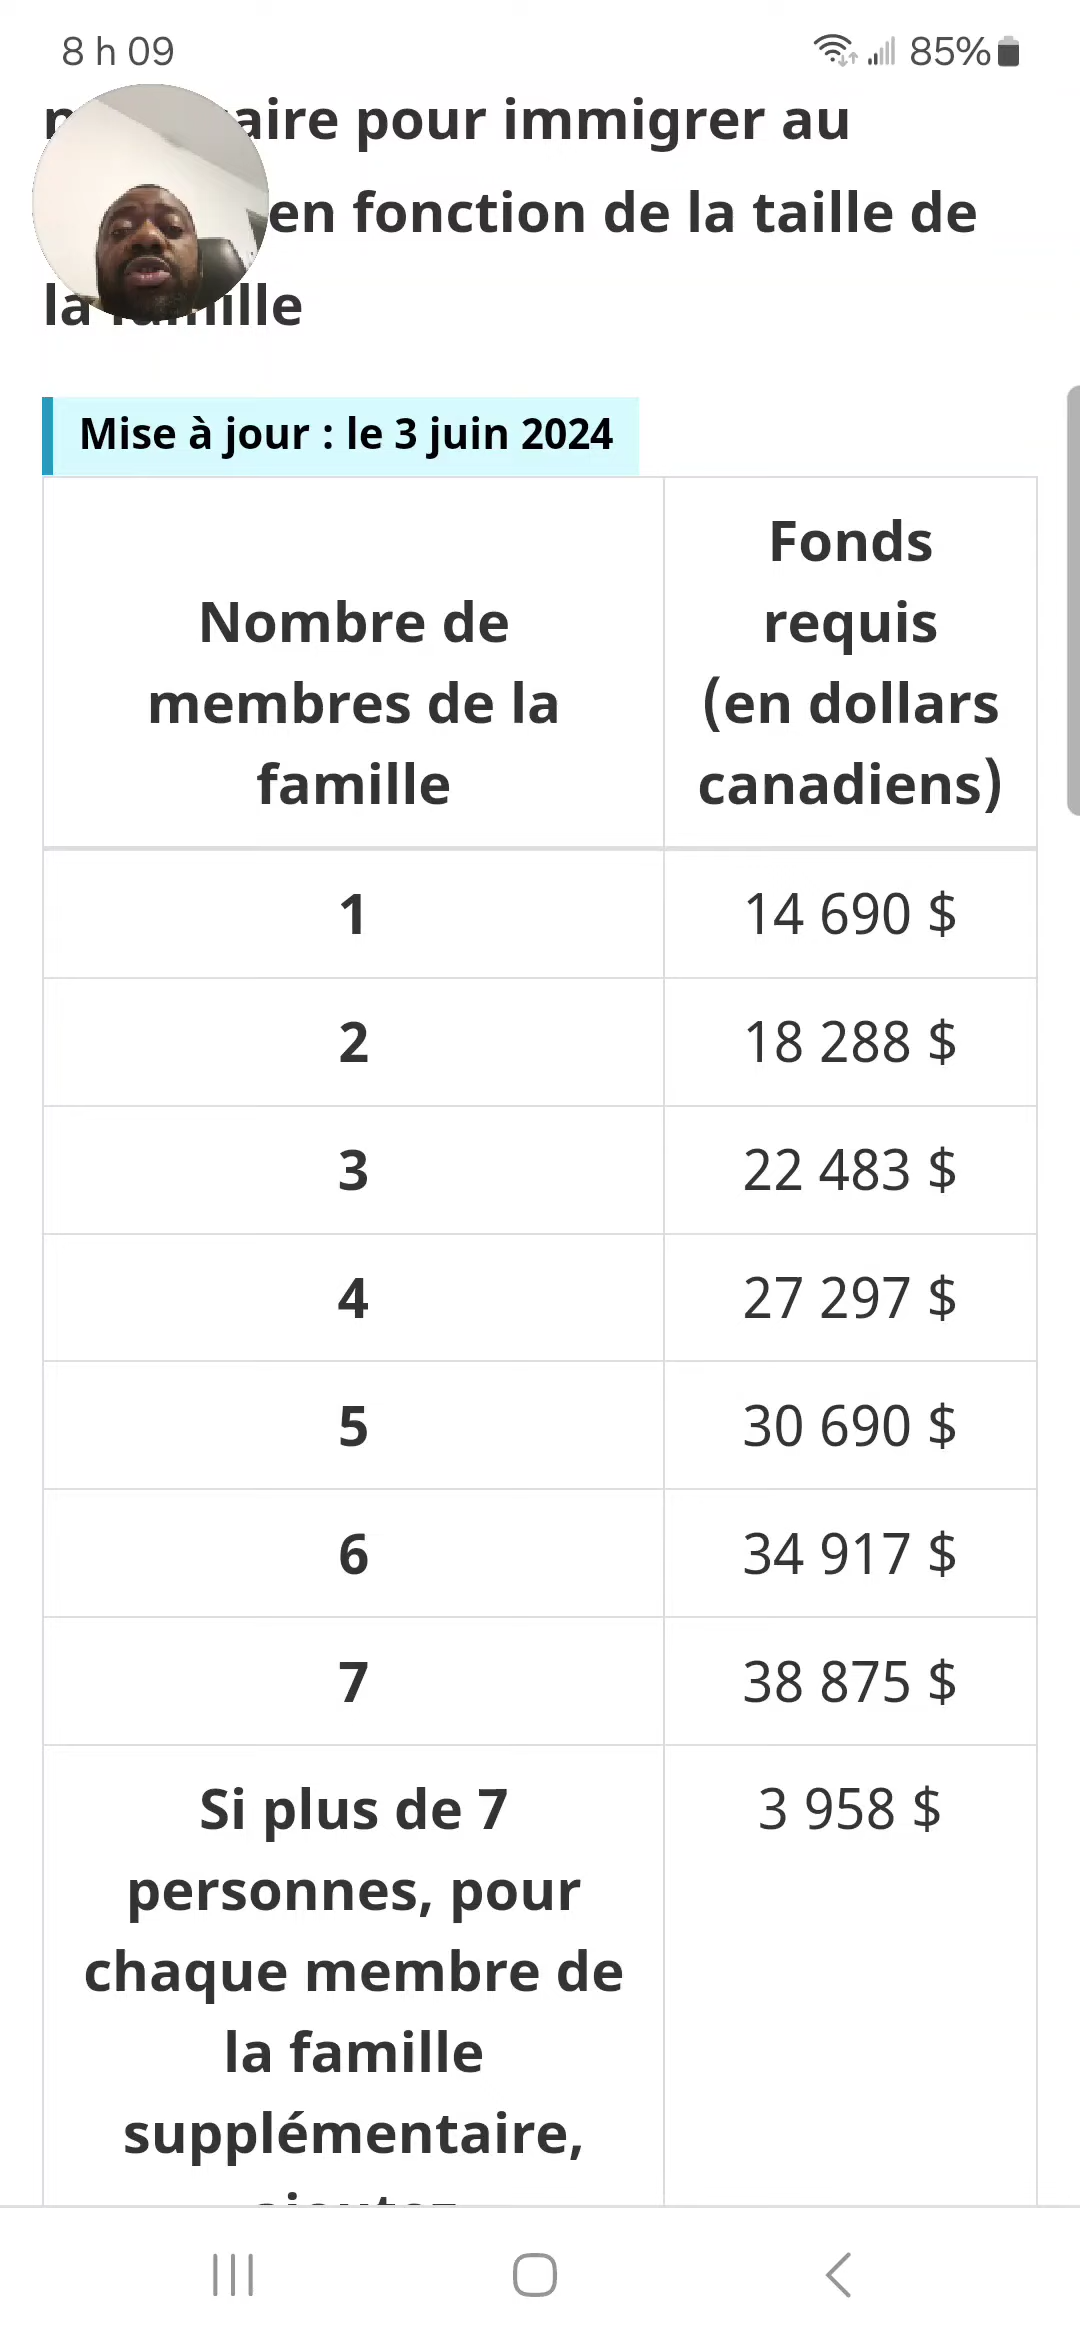 8 h 09
85%
aire pour immigrer au
en fonction de la taille de
la famille
Mise à jour : le 3 juin 2024
Nombre de membres de la famille
Fonds requis (en dollars canadiens)
1 14 690 $
2 18 288 $
3 22 483 $
4 27 297 $
5 30 690 $
6 34 917 $
7 38 875 $
Si plus de 7 3 958 $
personnes, pour
chaque membre de
la famille
supplémentaire,